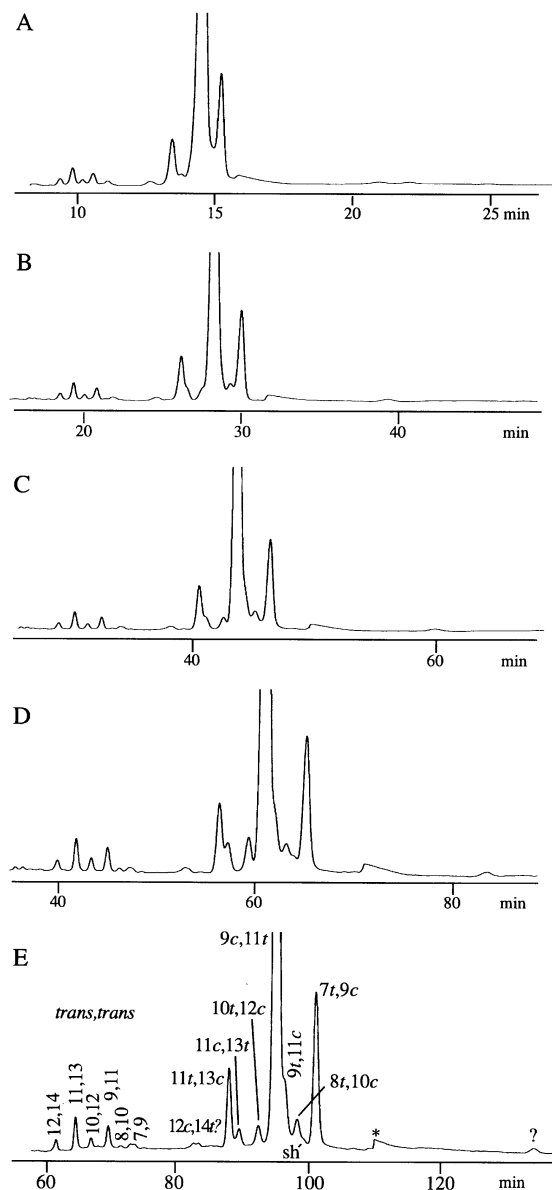 A
10 15 20 25 min
B
20 30 40 min
C
40 60 min
D
40 60 80 min
E
9c,11t
trans,trans
10t,12c
7t,9c
11c,13t
9t,11c
11t,13c
8t,10c
12,14
11,13
10,12
9,11
8,10
7,9
12c,14t?
sh´
*
?
60 80 100 120 min